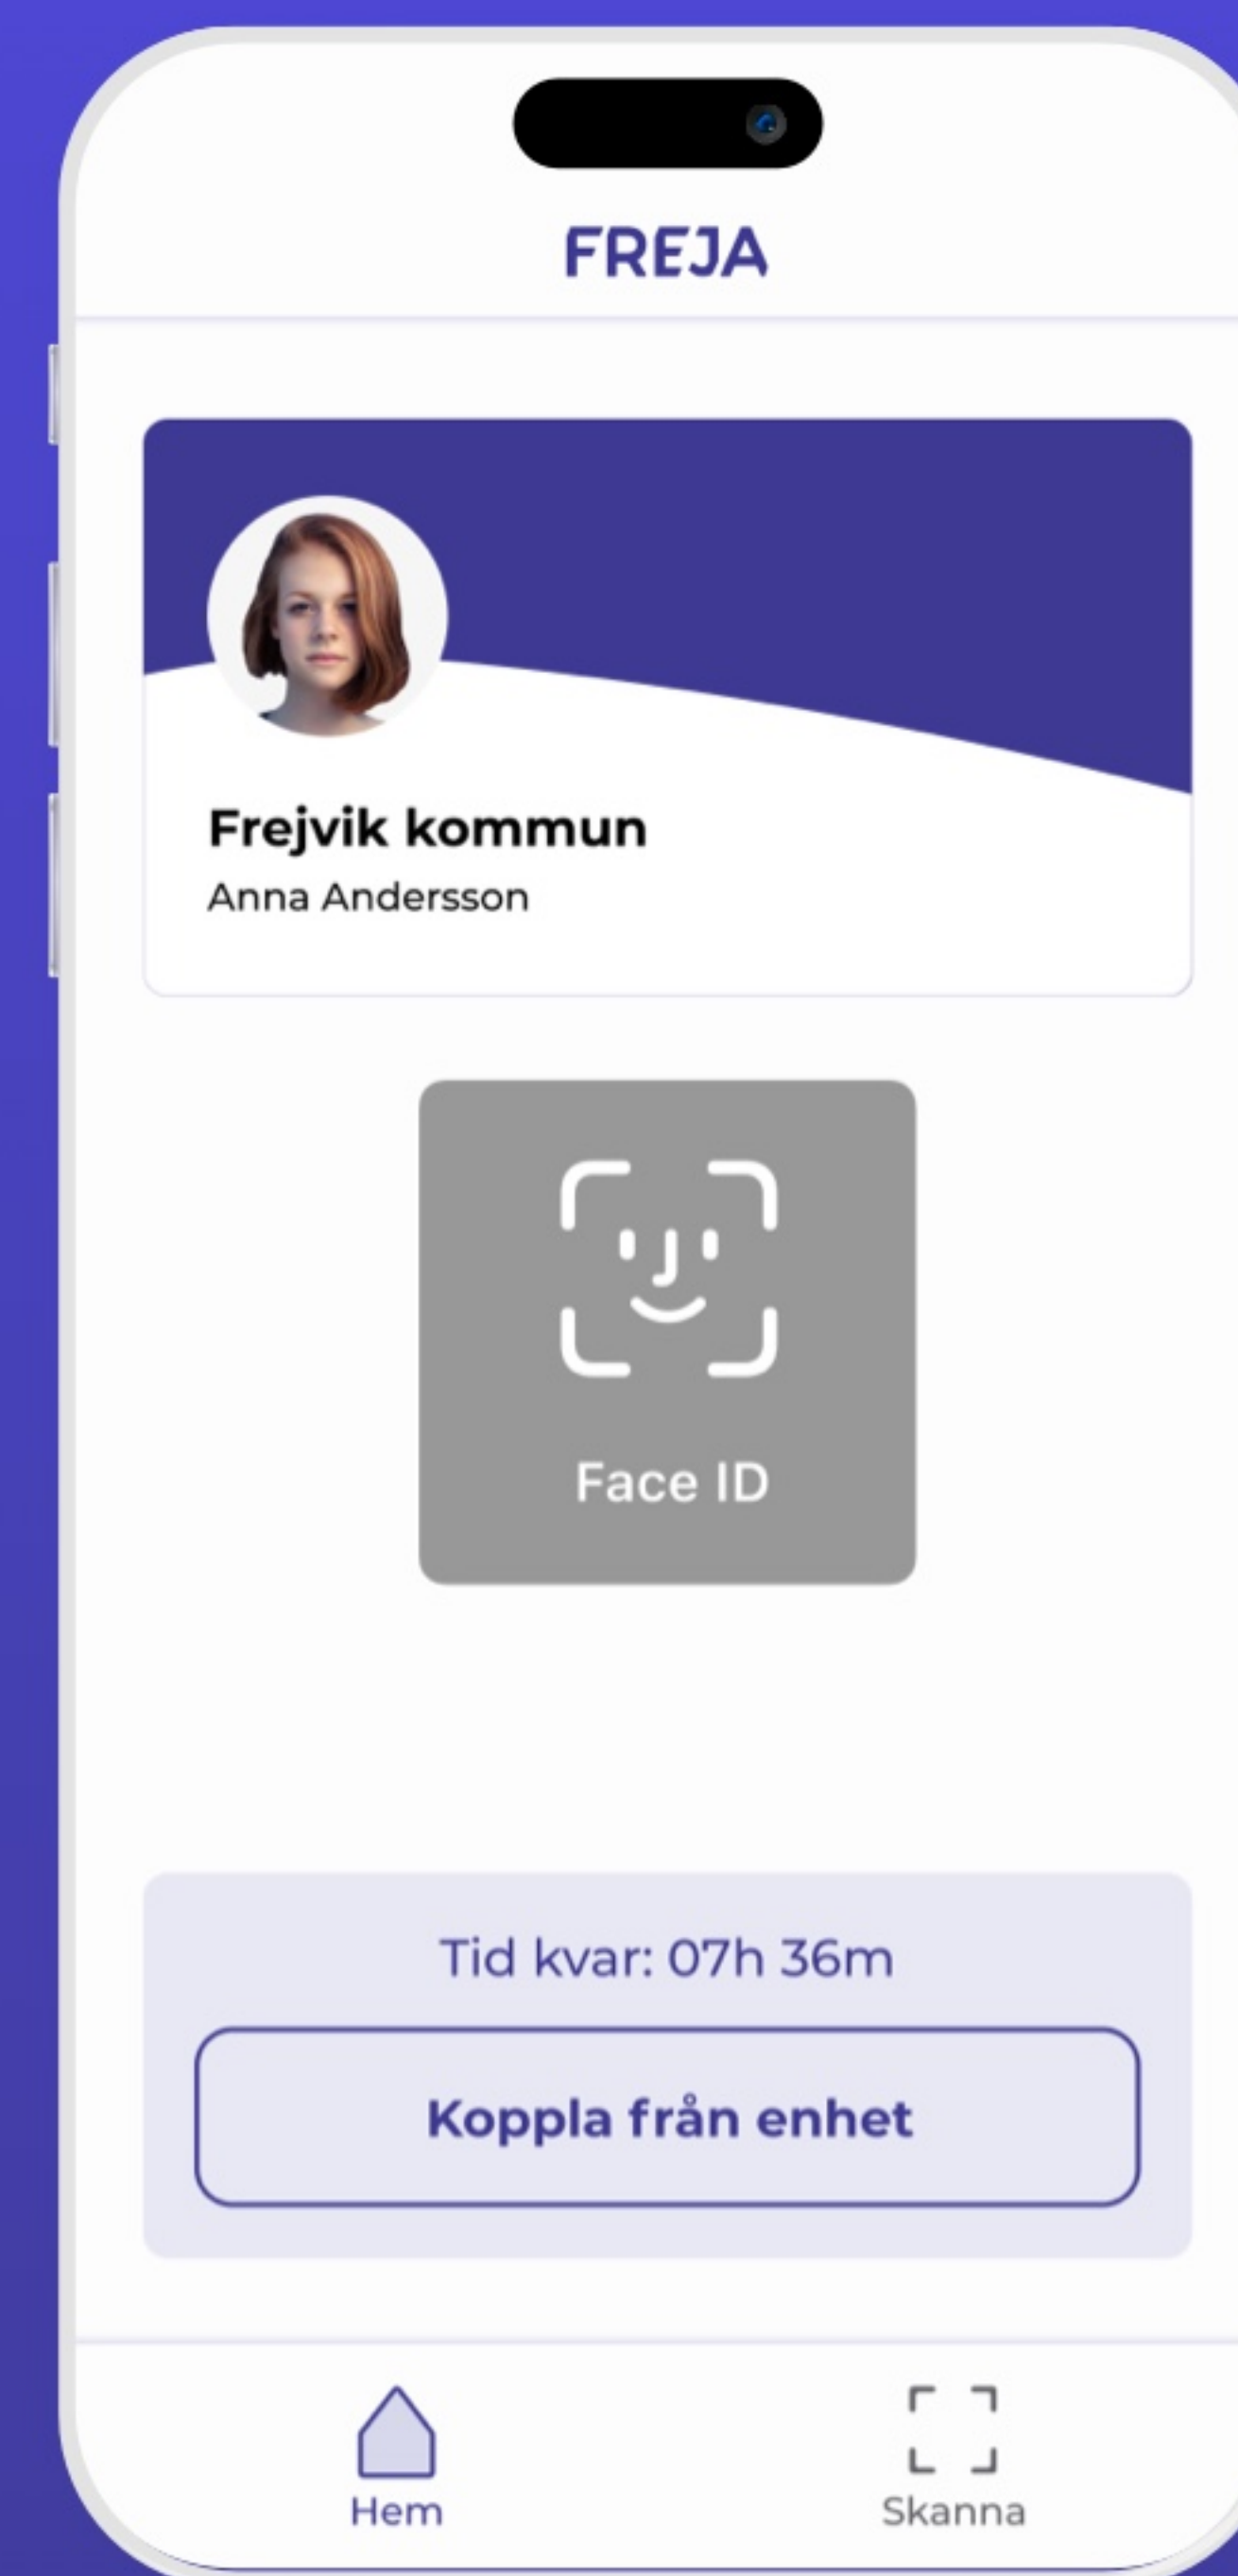 FREJA
Frejvik kommun
Anna Andersson
Face ID
Tid kvar: 07h 36m
Koppla från enhet
Hem
Skanna